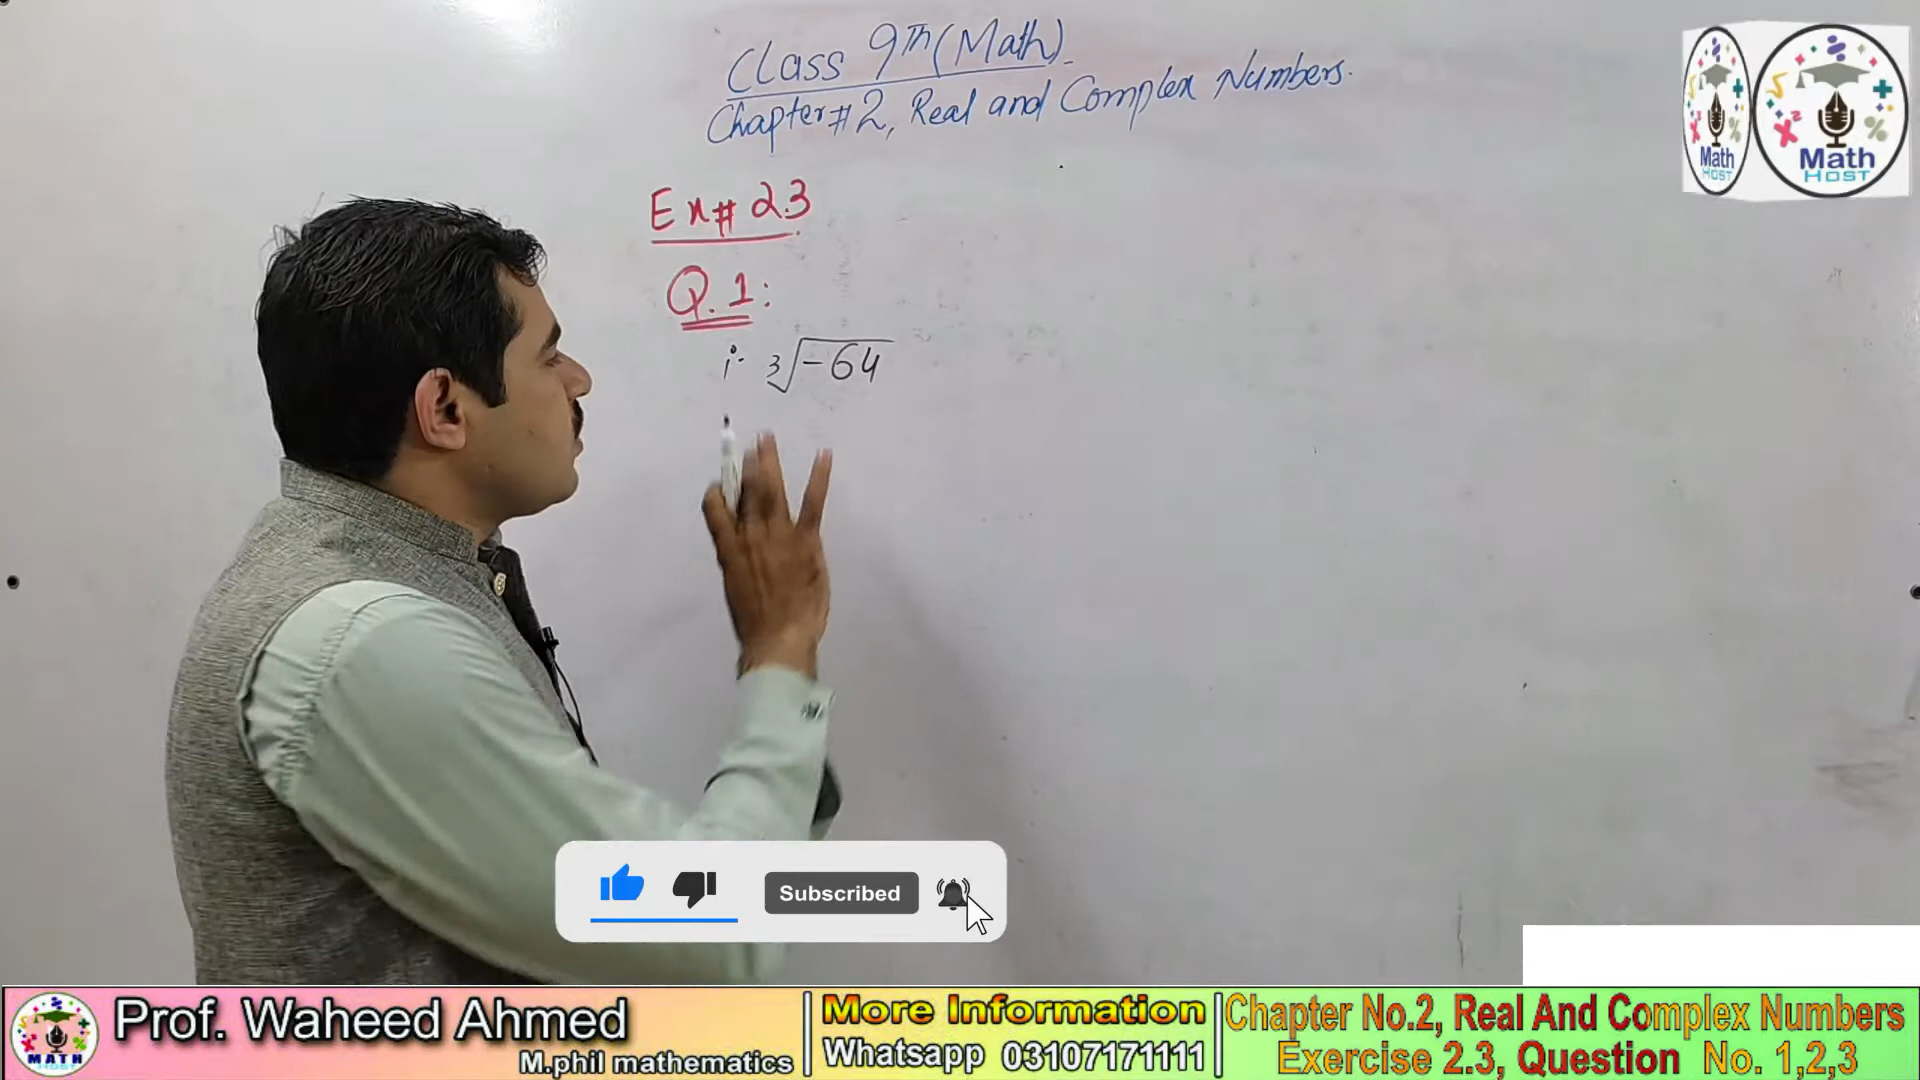 Class 9Th (Math)
Chapter # 2, Real and Complex Numbers.
Ex # 2.3
Q.1:
i- ∛-64
Math
HOST
Math
HOST
Subscribed
MATH
Prof. Waheed Ahmed
M.phil mathematics
More Information
Whatsapp 03107171111
Chapter No.2, Real And Complex Numbers
Exercise 2.3, Question No. 1,2,3